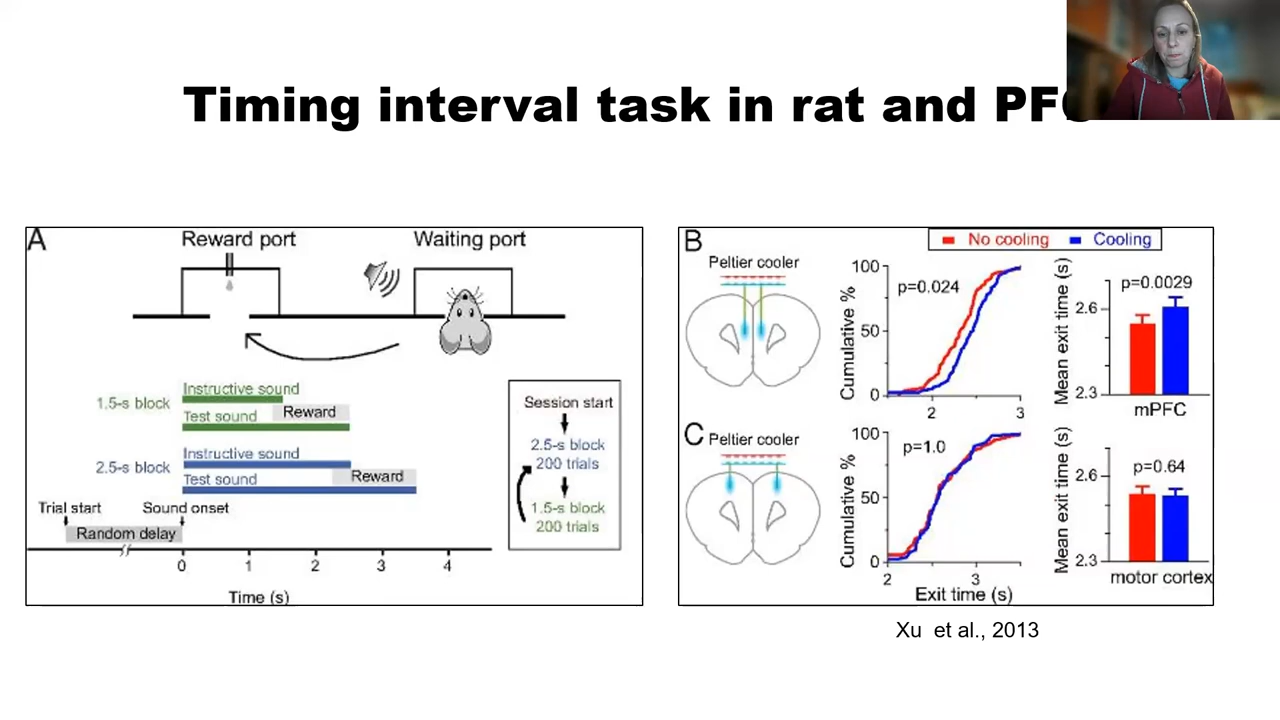 Timing interval task in rat and PF
A
Reward port
Waiting port
1.5-s block
Instructive sound
Test sound
Reward
2.5-s block
Instructive sound
Test sound
Reward
Trial start
Sound onset
Random delay
0 1 2 3 4
Time (s)
Session start
2.5-s block
200 trials
1.5-s block
200 trials
B
No cooling Cooling
Peltier cooler
Cumulative %
100
50
0
p=0.024
2 3
Mean exit time (s)
2.6
2.3
p=0.0029
mPFC
C
Peltier cooler
Cumulative %
100
50
0
p=1.0
2 3
Exit time (s)
Mean exit time (s)
2.6
2.3
p=0.64
motor cortex
Xu et al., 2013